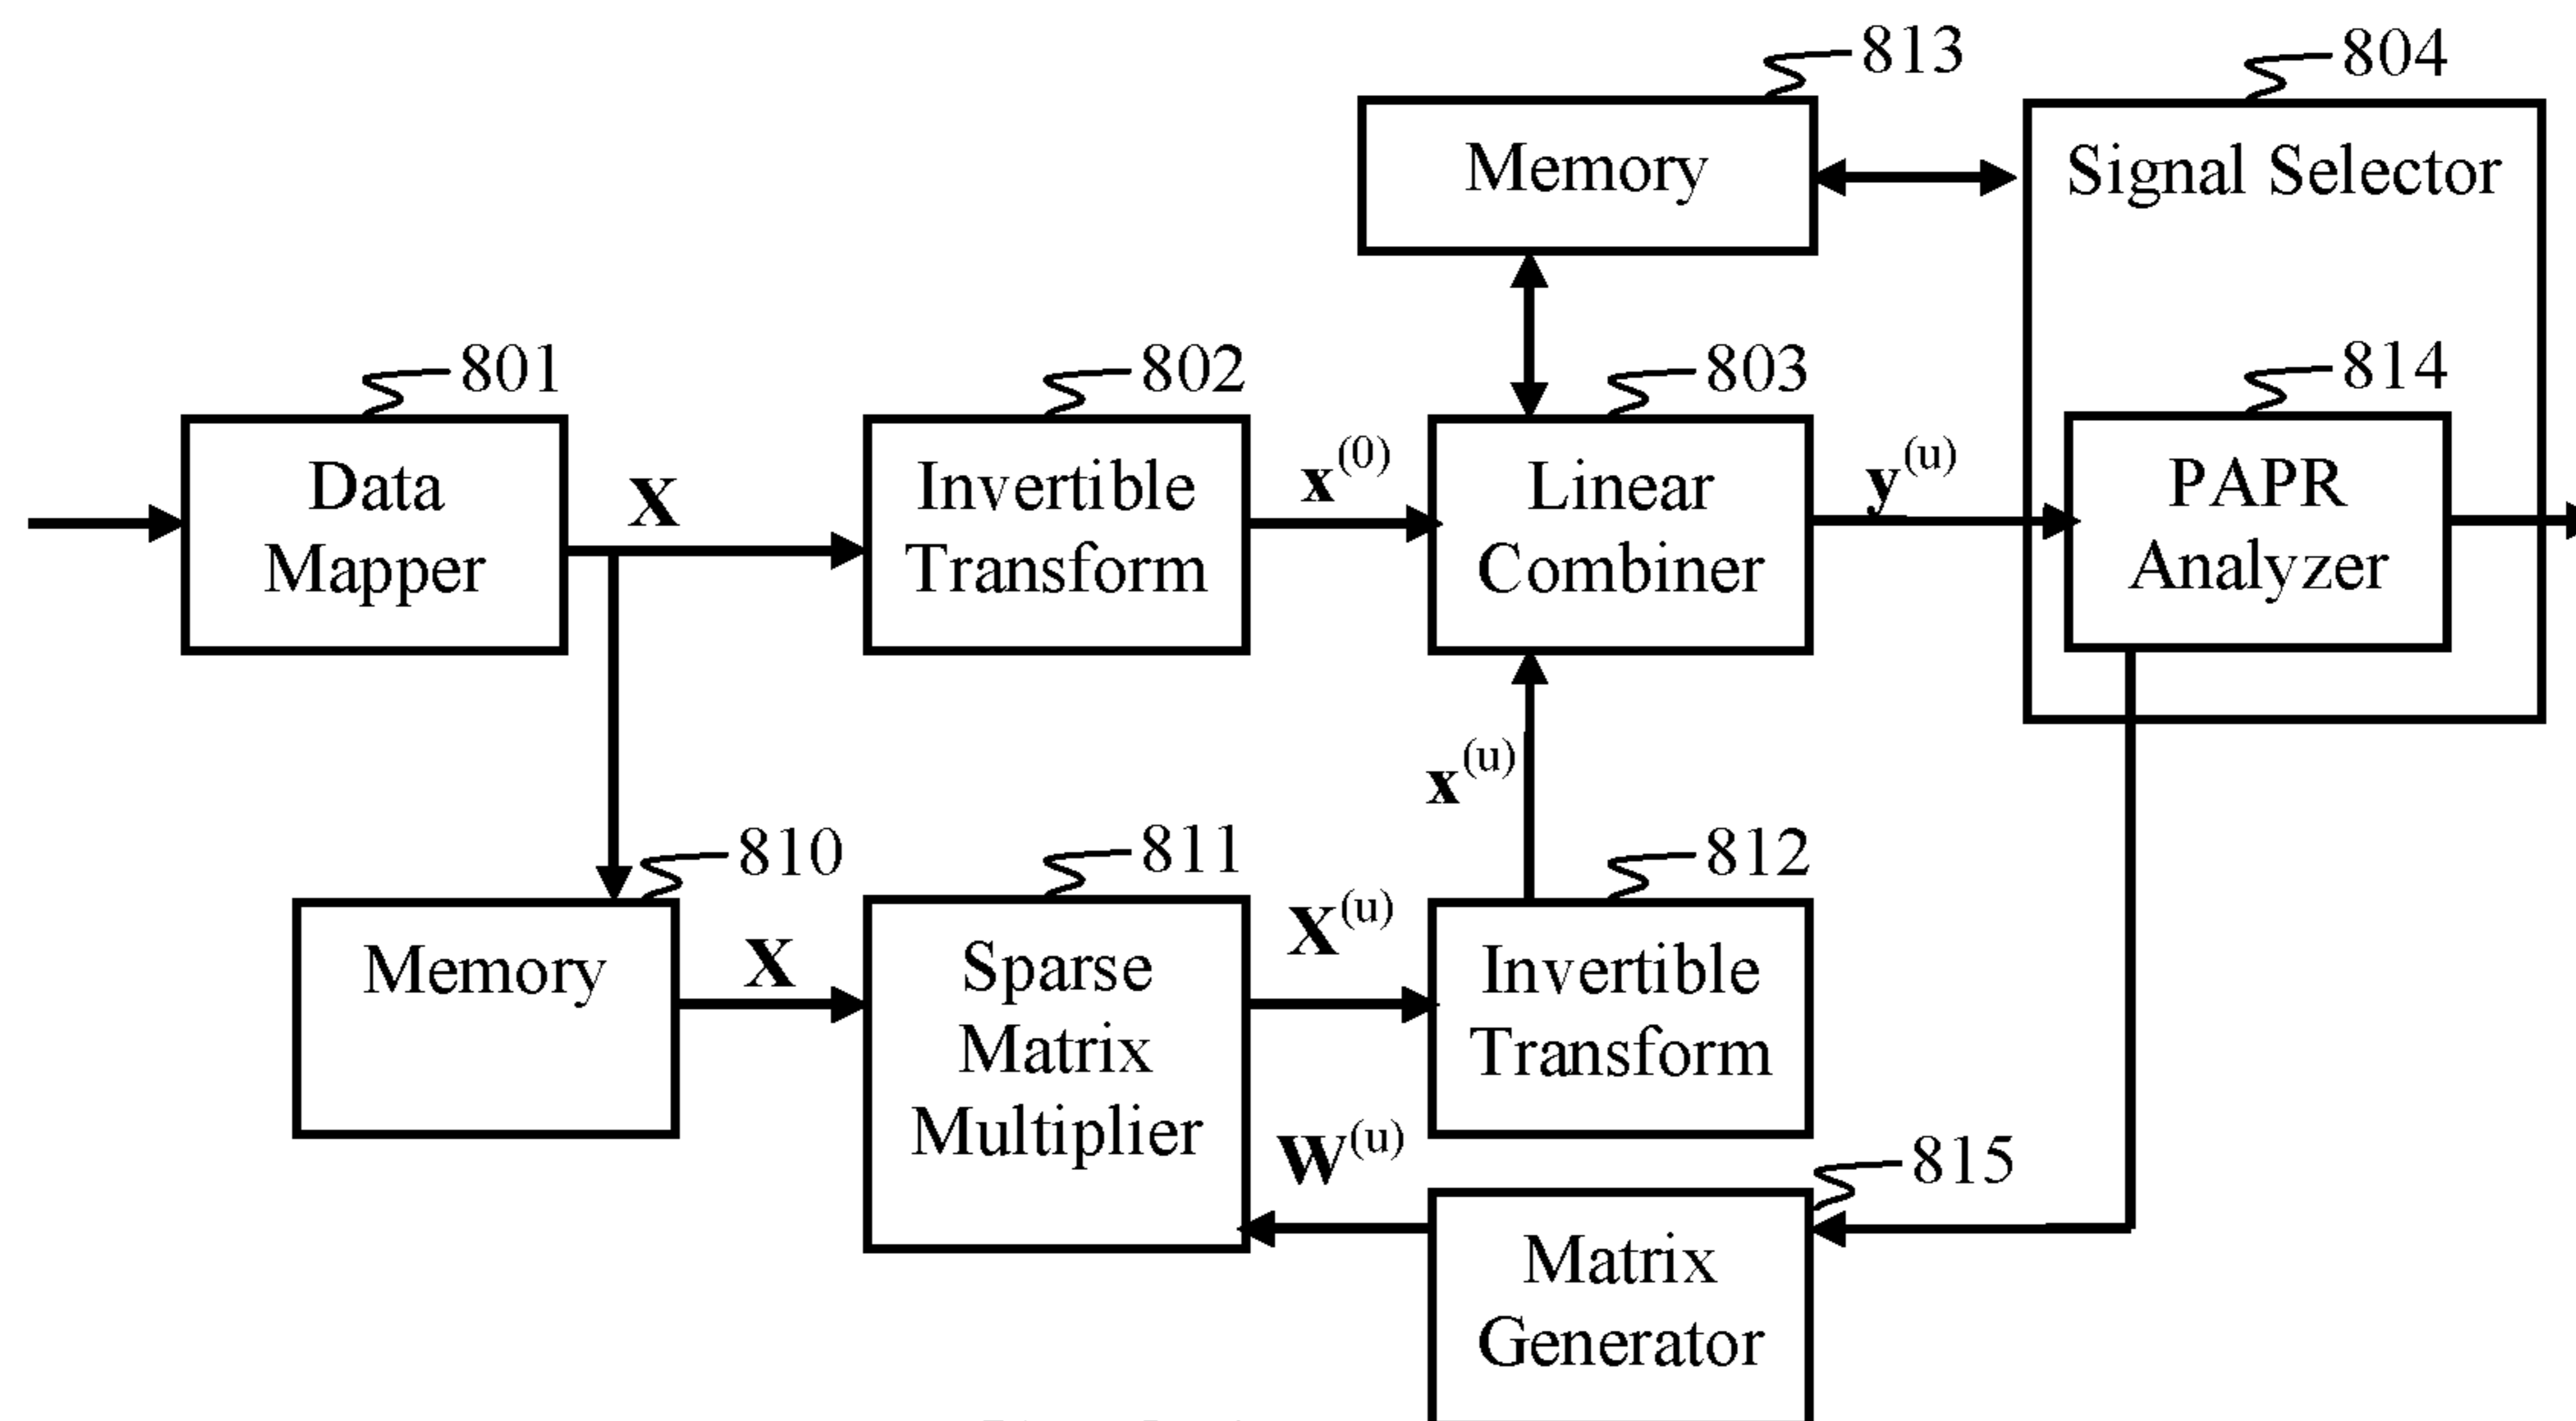 813
804
Memory
Signal Selector
801
802
803
814
Data
Mapper
X
Invertible
Transform
x(0)
Linear
Combiner
y(u)
PAPR
Analyzer
x(u)
810
811
812
Memory
X
Sparse
Matrix
Multiplier
X(u)
Invertible
Transform
W(u)
815
Matrix
Generator